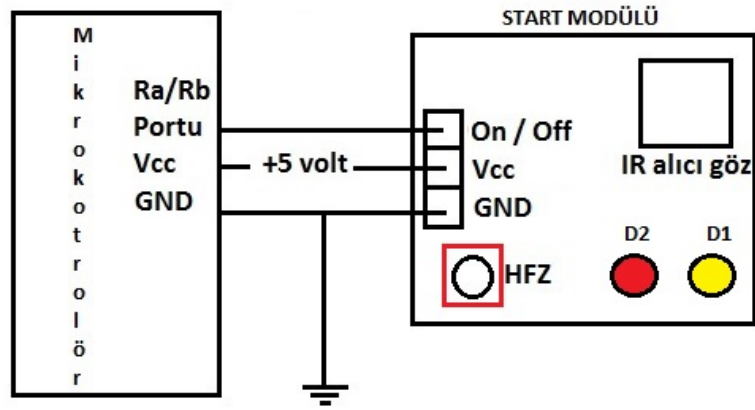 START MODÜLÜ
Mikrokotrolör
Ra/Rb
Portu
Vcc
GND
+5 volt
On / Off
Vcc
GND
IR alıcı göz
HFZ
D2
D1